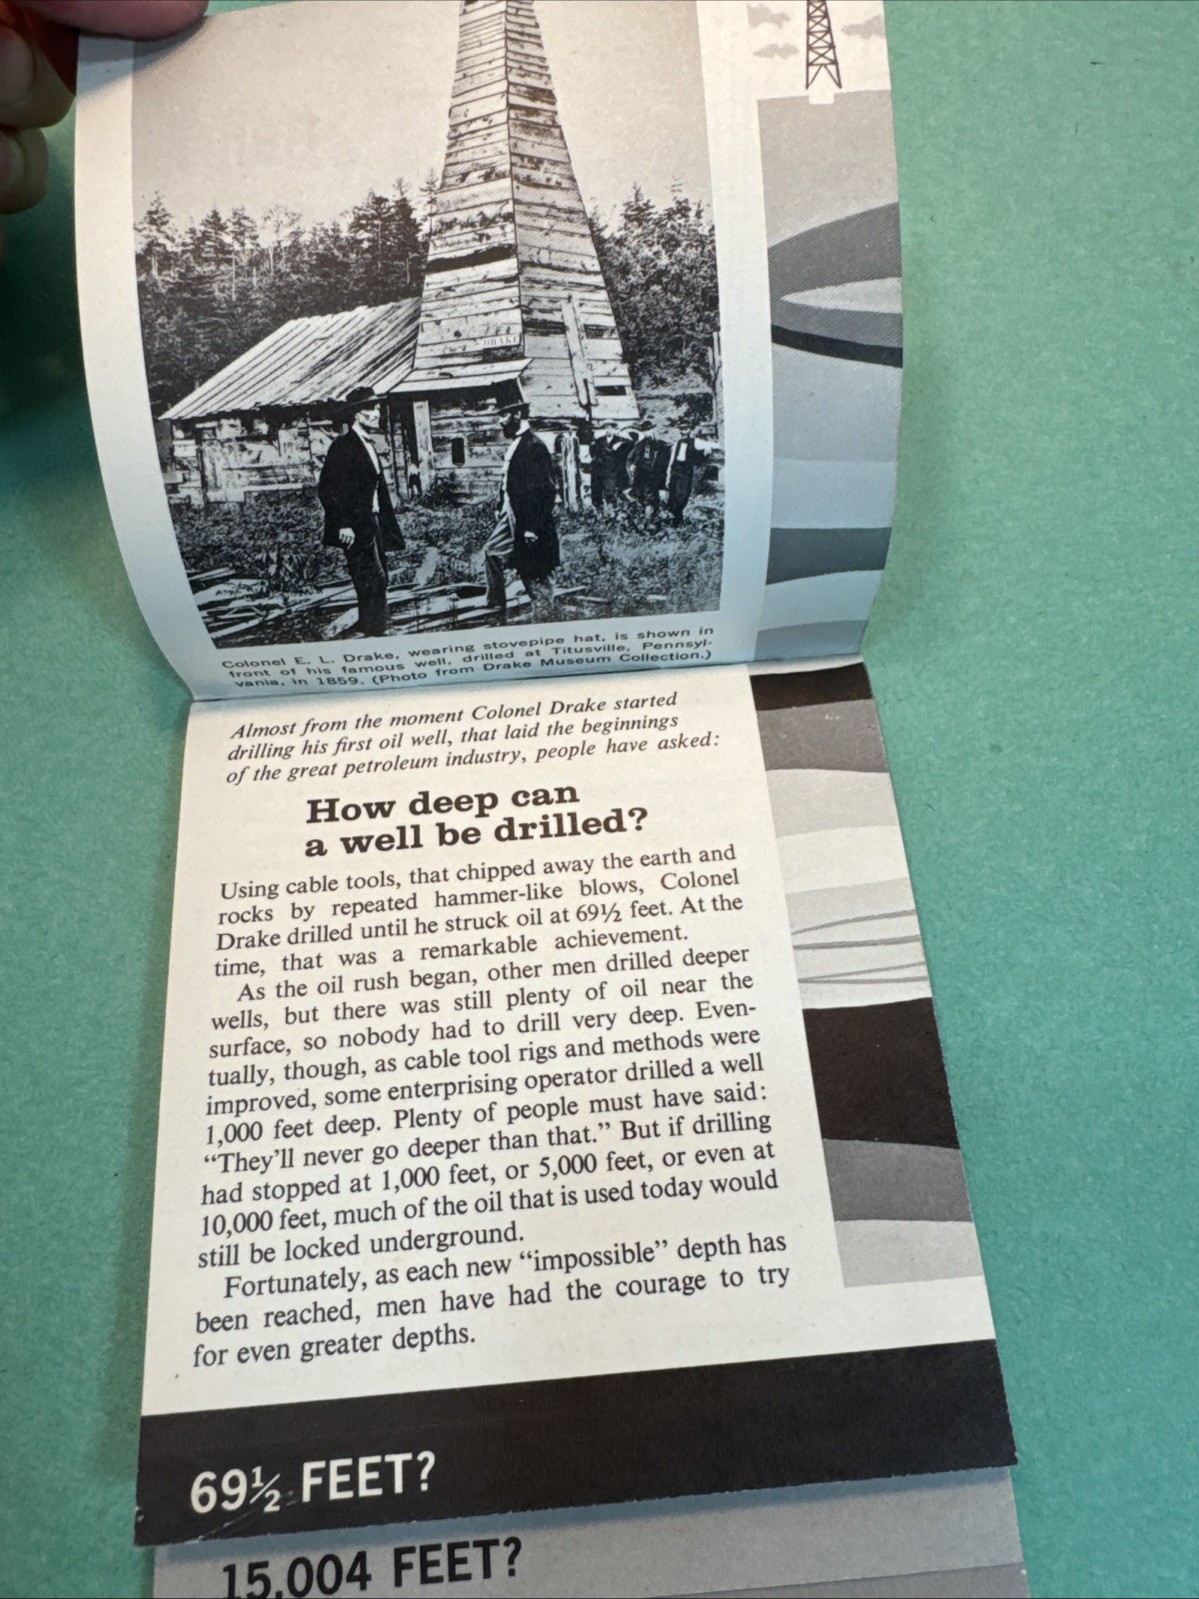 DRAKE
Colonel E. L. Drake, wearing stovepipe hat, is shown in
front of his famous well, drilled at Titusville, Pennsyl-
vania, in 1859. (Photo from Drake Museum Collection.)
Almost from the moment Colonel Drake started
drilling his first oil well, that laid the beginnings
of the great petroleum industry, people have asked:
How deep can
a well be drilled?
Using cable tools, that chipped away the earth and
rocks by repeated hammer-like blows, Colonel
Drake drilled until he struck oil at 69½ feet. At the
time, that was a remarkable achievement.
As the oil rush began, other men drilled deeper
wells, but there was still plenty of oil near the
surface, so nobody had to drill very deep. Even-
tually, though, as cable tool rigs and methods were
improved, some enterprising operator drilled a well
1,000 feet deep. Plenty of people must have said:
“They’ll never go deeper than that.” But if drilling
had stopped at 1,000 feet, or 5,000 feet, or even at
10,000 feet, much of the oil that is used today would
still be locked underground.
Fortunately, as each new “impossible” depth has
been reached, men have had the courage to try
for even greater depths.
69½ FEET?
15,004 FEET?